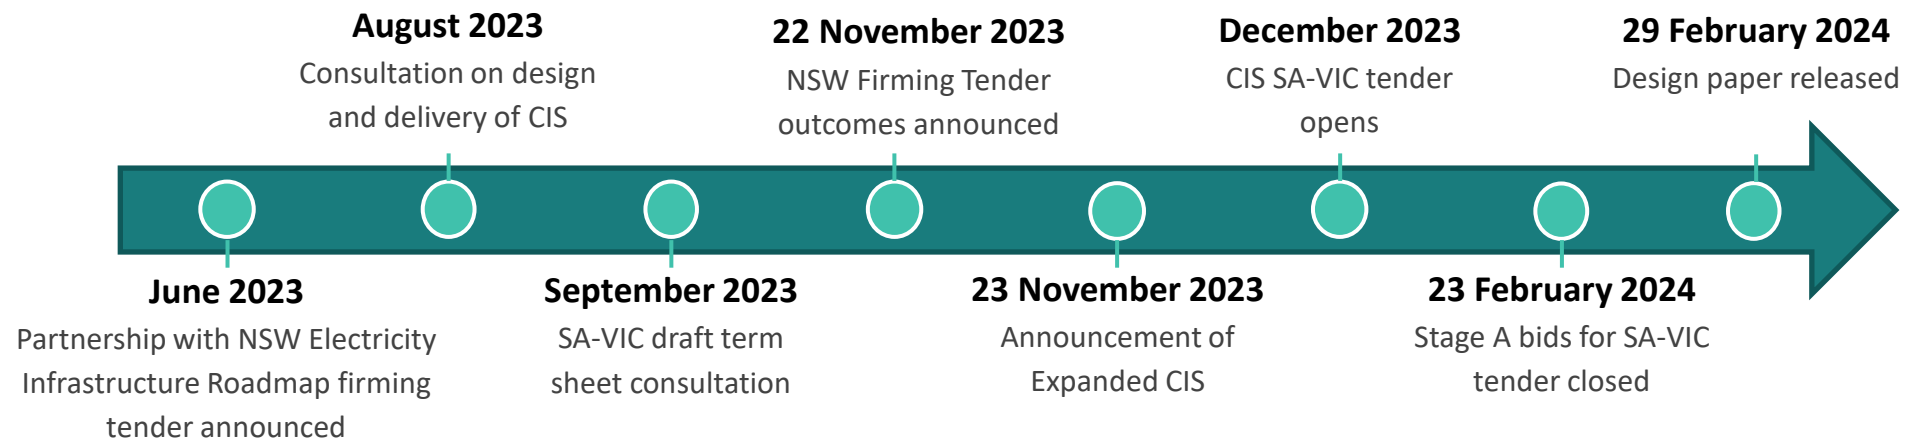 August 2023
Consultation on design
and delivery of CIS
22 November 2023
NSW Firming Tender
outcomes announced
December 2023
CIS SA-VIC tender
opens
29 February 2024
Design paper released
June 2023
Partnership with NSW Electricity
Infrastructure Roadmap firming
tender announced
September 2023
SA-VIC draft term
sheet consultation
23 November 2023
Announcement of
Expanded CIS
23 February 2024
Stage A bids for SA-VIC
tender closed